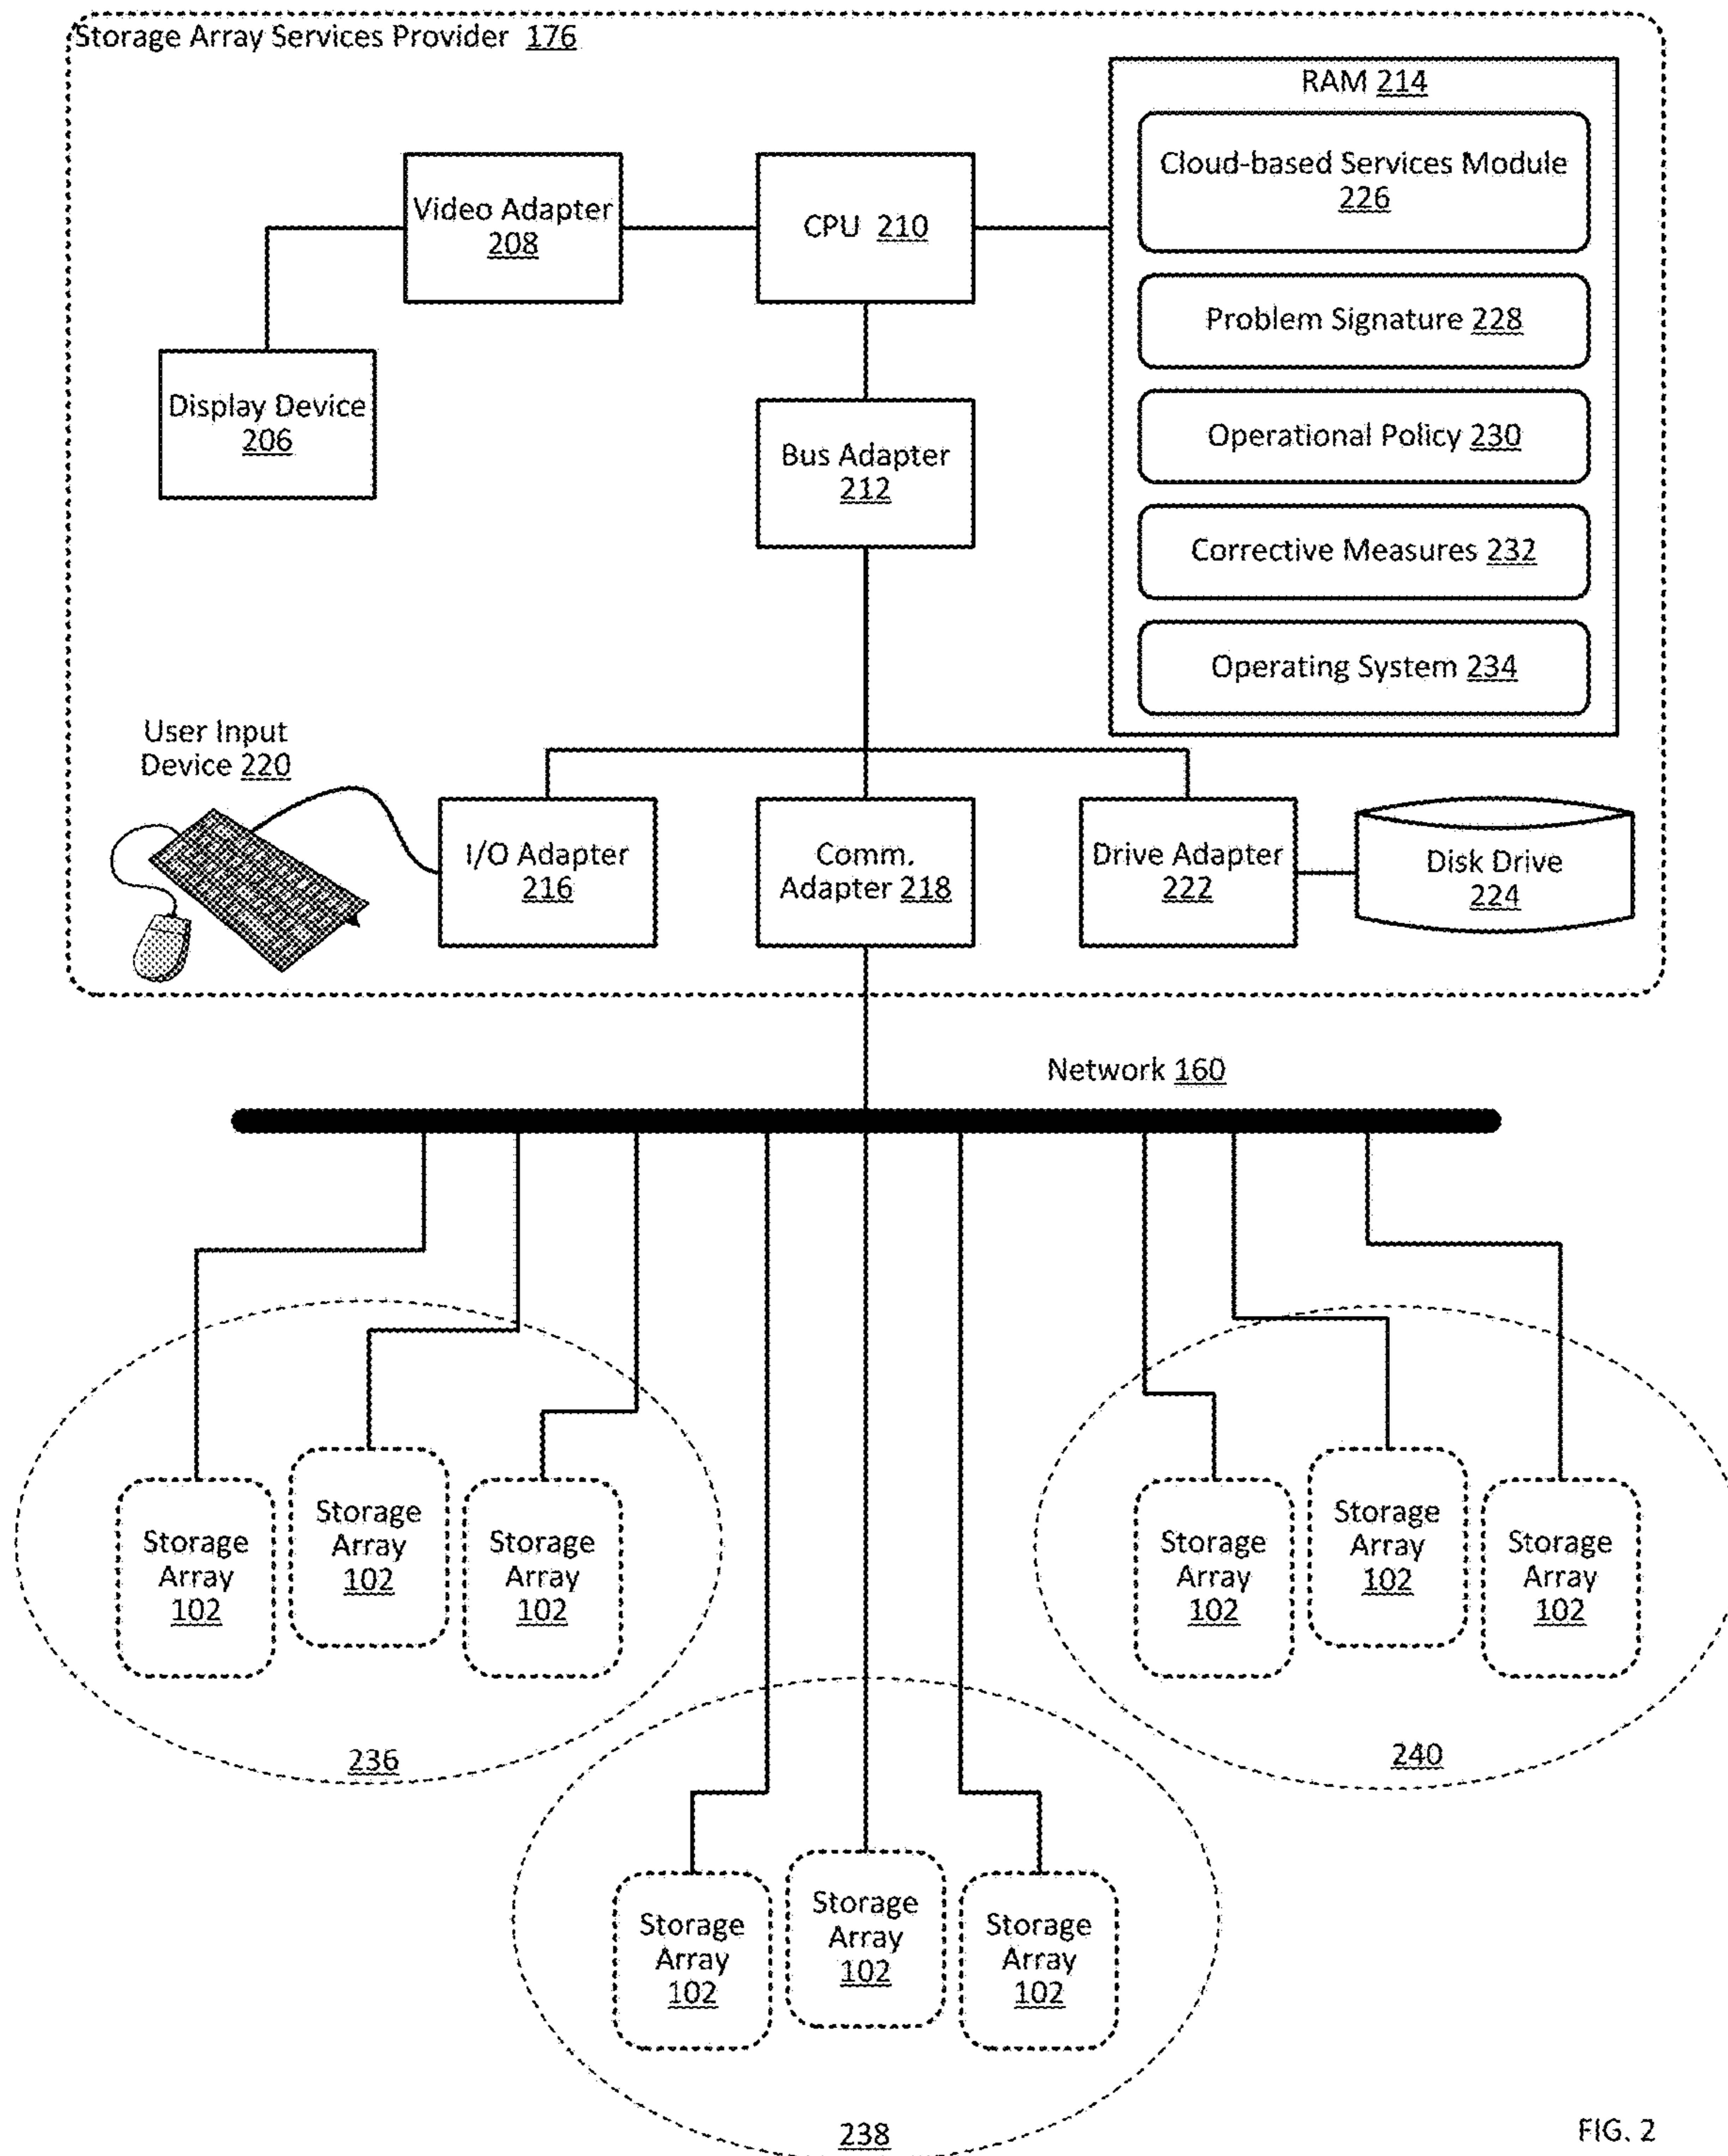 Storage Array Services Provider 176
RAM 214
Cloud-based Services Module
226
Video Adapter
208
CPU 210
Problem Signature 228
Display Device
206
Operational Policy 230
Bus Adapter
212
Corrective Measures 232
Operating System 234
User Input
Device 220
I/O Adapter
216
Comm.
Adapter 218
Drive Adapter
222
Disk Drive
224
Network 160
Storage
Array
102
Storage
Array
102
Storage
Array
102
236
Storage
Array
102
Storage
Array
102
Storage
Array
102
240
Storage
Array
102
Storage
Array
102
Storage
Array
102
238
FIG. 2